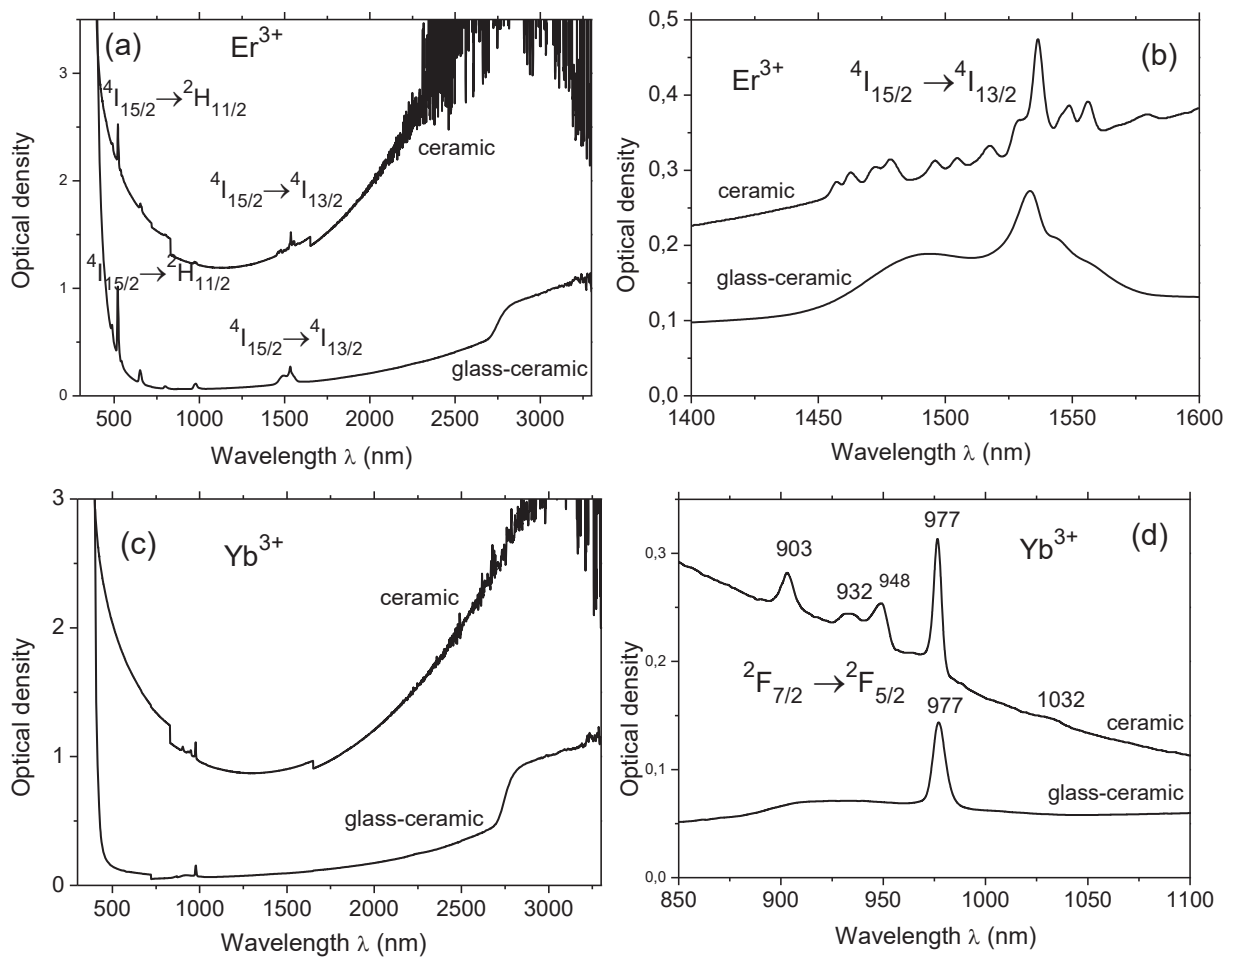 (a)
Er3+
4I15/2→2H11/2
4I15/2→4I13/2
ceramic
4I15/2→2H11/2
4I15/2→4I13/2
glass-ceramic
Optical density
3
2
1
0
500 1000 1500 2000 2500 3000
Wavelength λ (nm)
(b)
Er3+
4I15/2→4I13/2
ceramic
glass-ceramic
Optical density
0,5
0,4
0,3
0,2
0,1
0,0
1400 1450 1500 1550 1600
Wavelength λ (nm)
(c)
Yb3+
ceramic
glass-ceramic
Optical density
3
2
1
0
500 1000 1500 2000 2500 3000
Wavelength λ (nm)
(d)
Yb3+
977
903
932
948
2F7/2→2F5/2
977
1032
ceramic
glass-ceramic
Optical density
0,3
0,2
0,1
0,0
850 900 950 1000 1050 1100
Wavelength λ (nm)